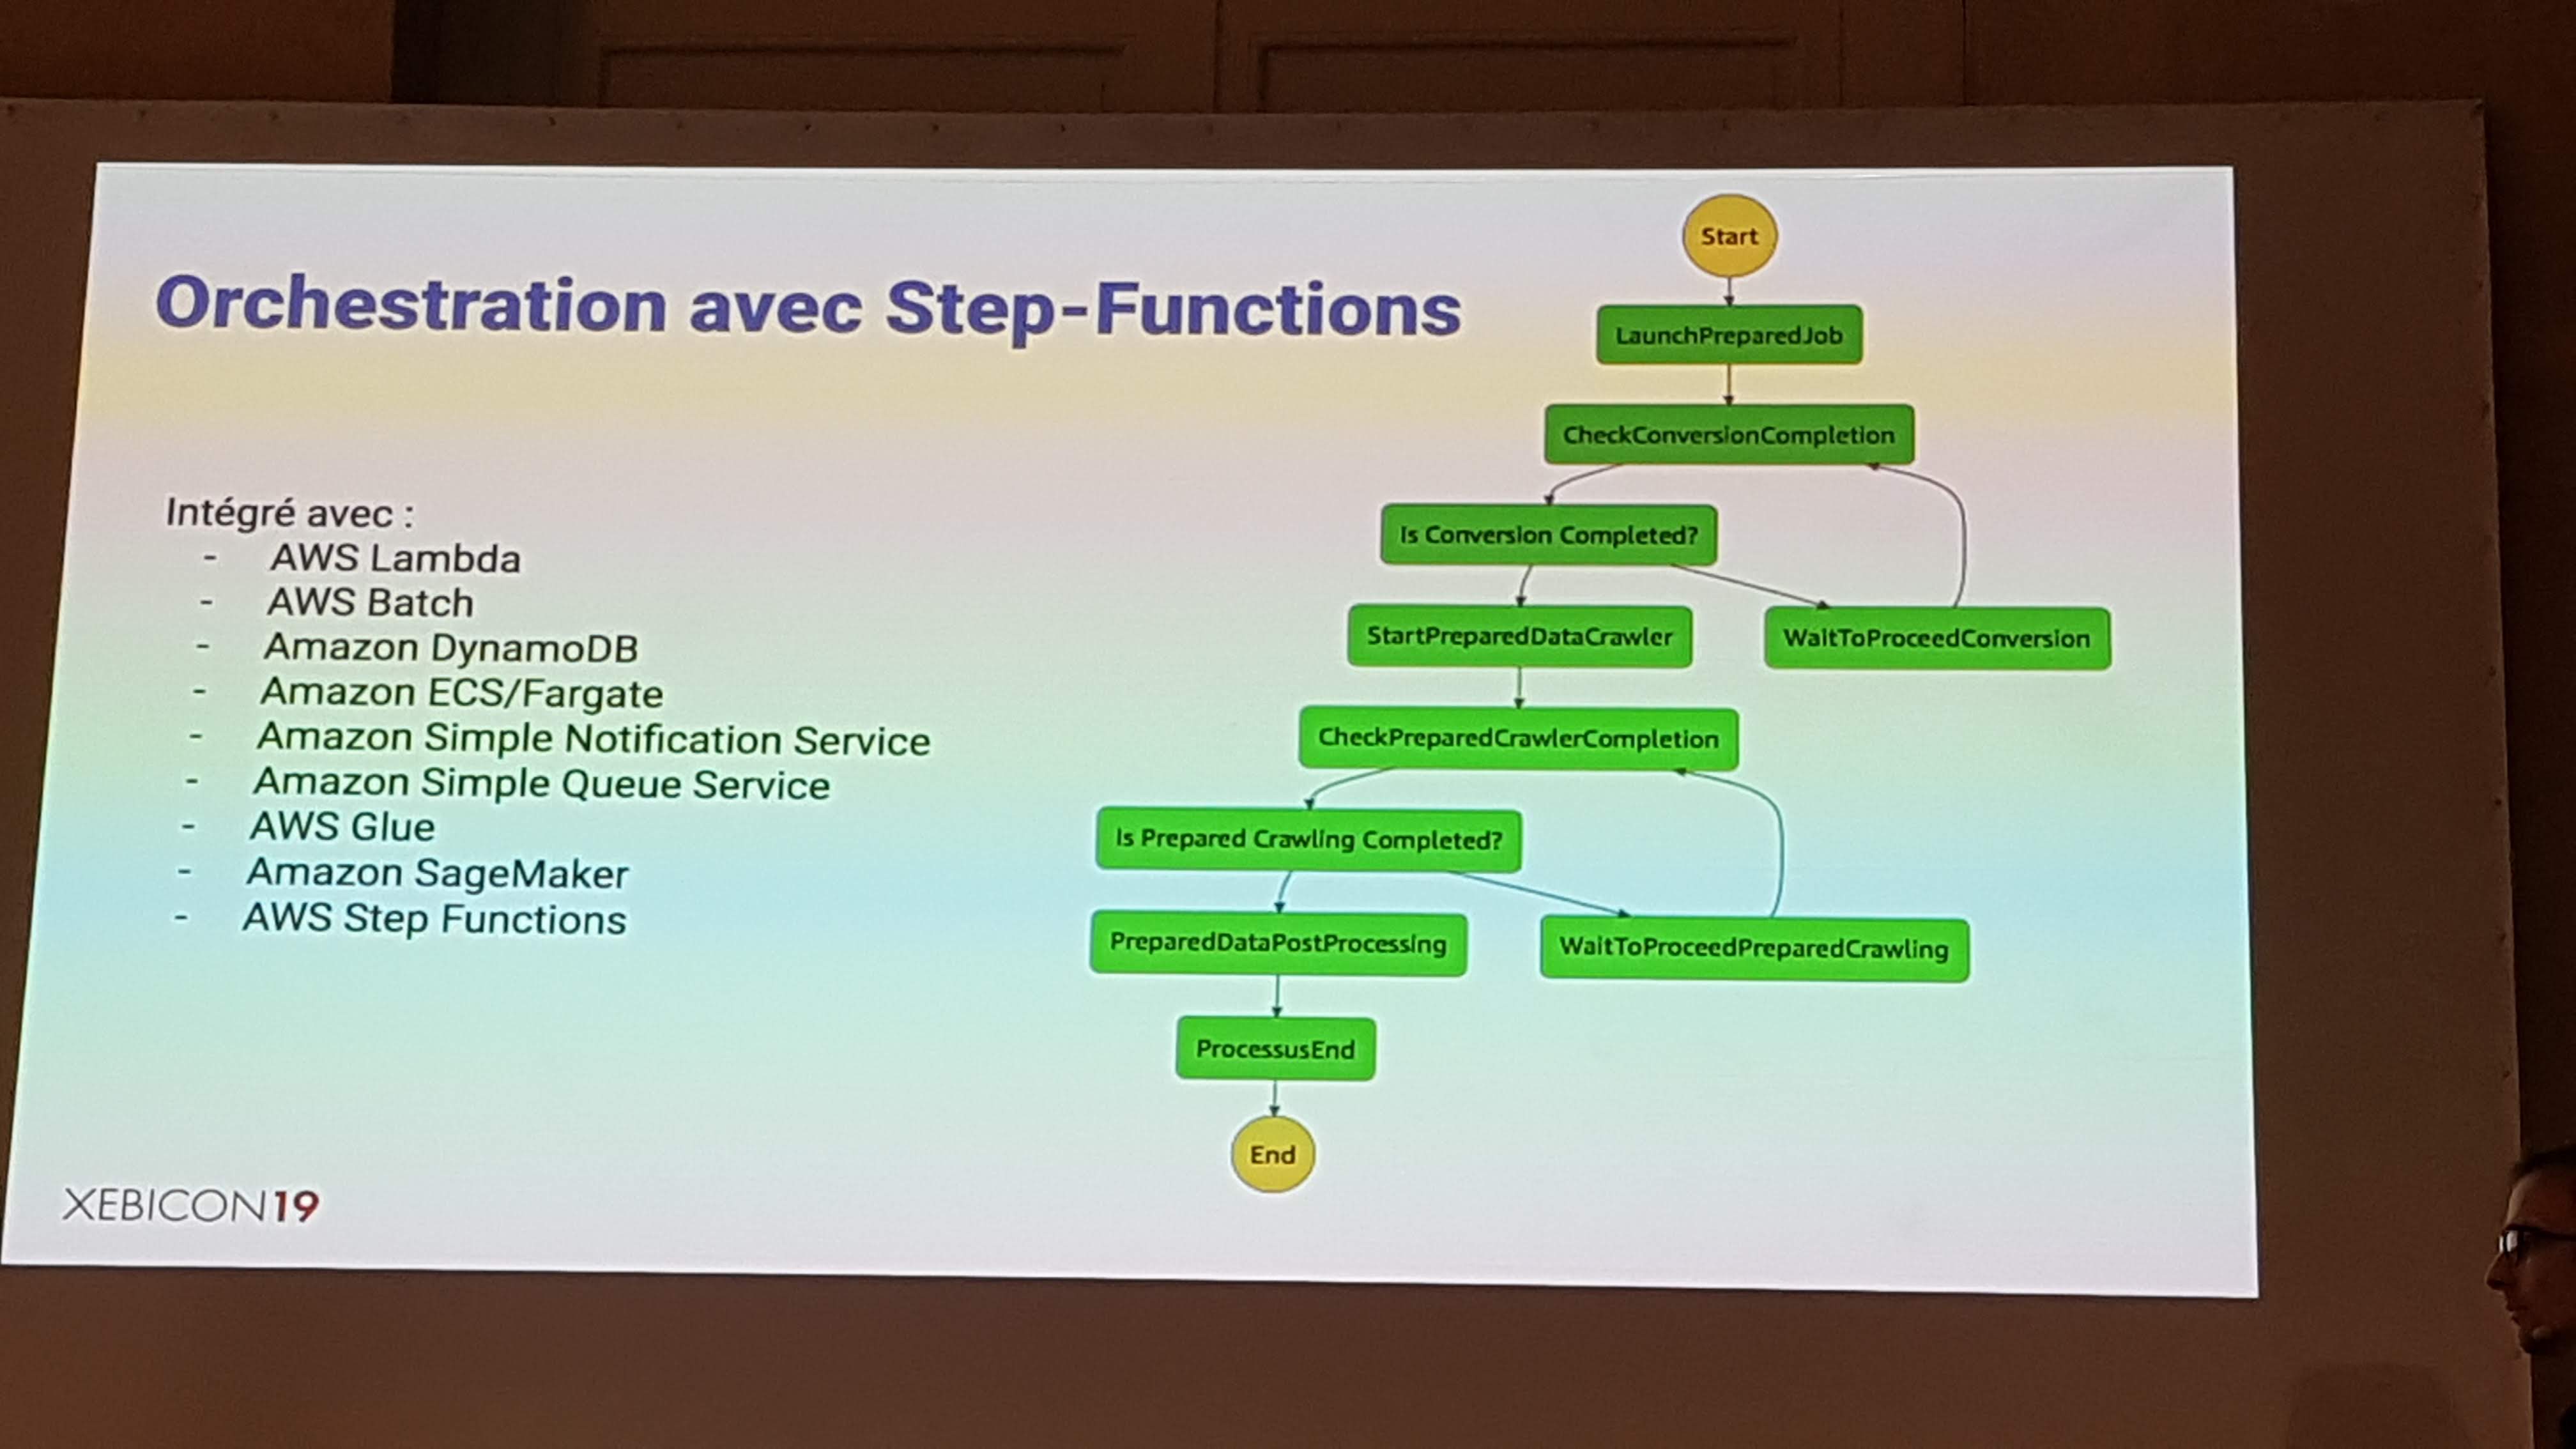 Orchestration avec Step-Functions
Intégré avec :
- AWS Lambda
- AWS Batch
- Amazon DynamoDB
- Amazon ECS/Fargate
- Amazon Simple Notification Service
- Amazon Simple Queue Service
- AWS Glue
- Amazon SageMaker
- AWS Step Functions
XEBICON19
Start
LaunchPreparedJob
CheckConversionCompletion
Is Conversion Completed?
StartPreparedDataCrawler
WaitToProceedConversion
CheckPreparedCrawlerCompletion
Is Prepared Crawling Completed?
PreparedDataPostProcessing
WaitToProceedPreparedCrawling
ProcessusEnd
End